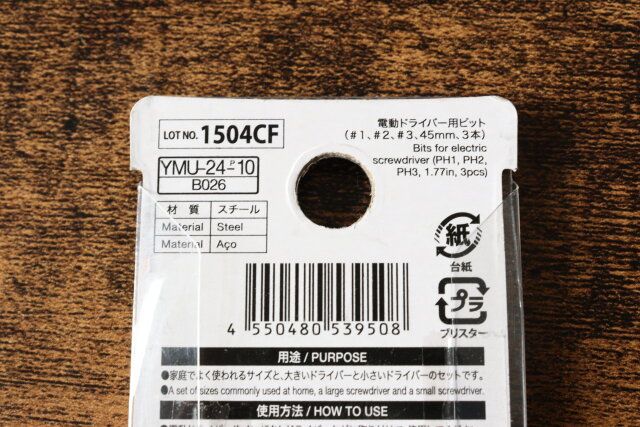 LOT NO. 1504CF
YMU-24-P-10
B026
材質 スチール
Material Steel
Material Aço
電動ドライバー用ビット
(#1、#2、#3、45mm、3本)
Bits for electric
screwdriver (PH1, PH2,
PH3, 1.77in, 3pcs)
紙
台紙
プラ
ブリスター
4 550480 539508
用途 / PURPOSE
●家庭でよく使われるサイズと、大きいドライバーと小さいドライバーのセットです。
●A set of sizes commonly used at home, a large screwdriver and a small screwdriver.
使用方法 / HOW TO USE